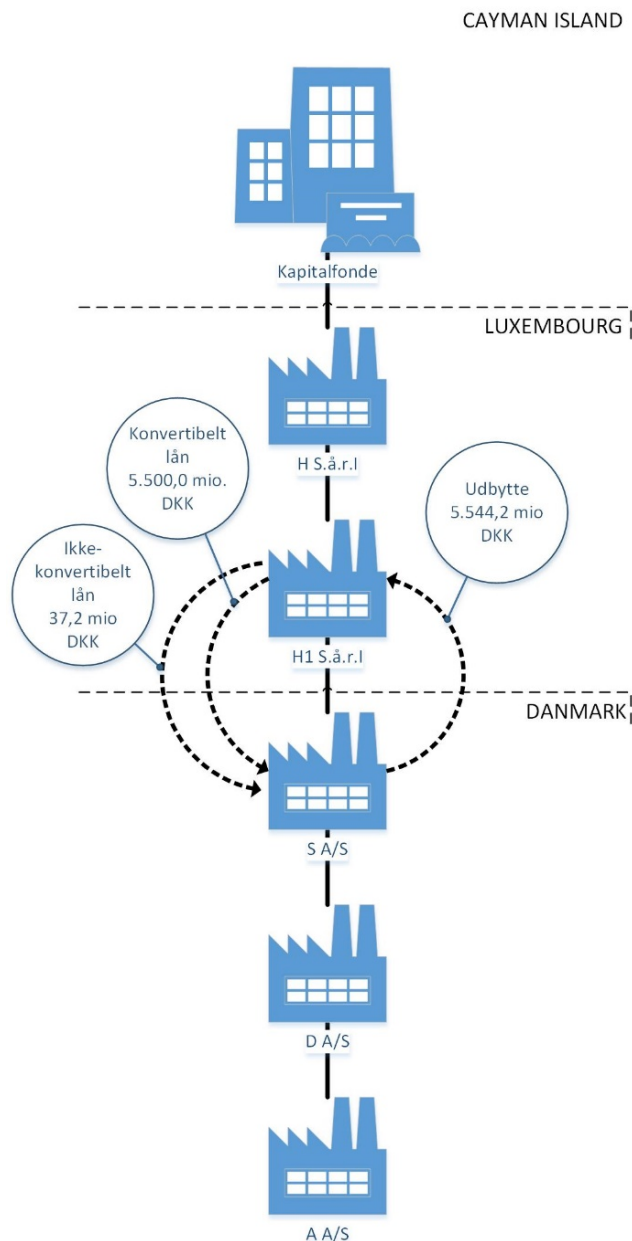 CAYMAN ISLAND
Kapitalfonde
LUXEMBOURG
H S.å.r.l
Konvertibelt
lån
5.500,0 mio.
DKK
Udbytte
5.544,2 mio
DKK
Ikke-
konvertibelt
lån
37,2 mio
DKK
H1 S.å.r.l
DANMARK
S A/S
D A/S
A A/S